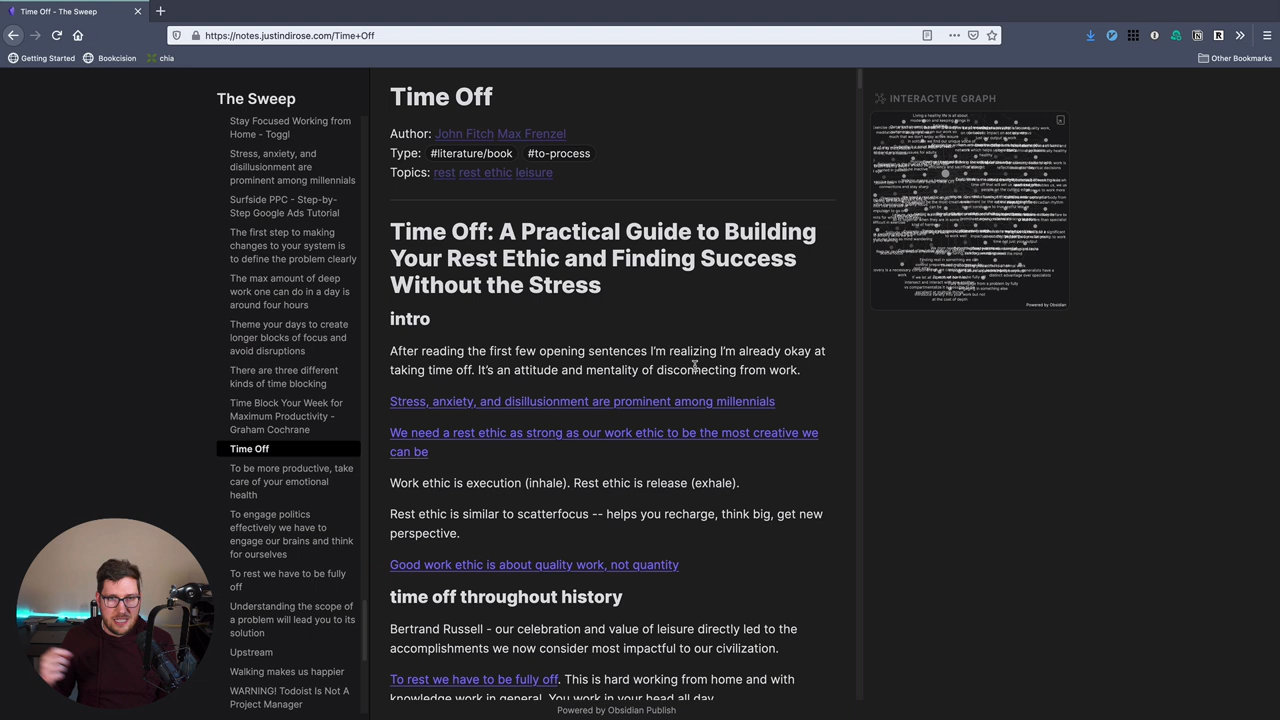 Time Off - The Sweep
https://notes.justindirose.com/Time+Off
Getting Started
Bookcision
chia
Other Bookmarks
The Sweep
Stay Focused Working from
Home - Toggl
Stress, anxiety, and
disillusionment are
prominent among millennials
Surfside PPC - Step-by-
Step Google Ads Tutorial
The first step to making
changes to your system is
to define the problem clearly
The max amount of deep
work one can do in a day is
around four hours
Theme your days to create
longer blocks of focus and
avoid disruptions
There are three different
kinds of time blocking
Time Block Your Week for
Maximum Productivity -
Graham Cochrane
Time Off
To be more productive, take
care of your emotional
health
To engage politics
effectively we have to
engage our brains and think
for ourselves
To rest we have to be fully
off
Understanding the scope of
a problem will lead you to its
solution
Upstream
Walking makes us happier
WARNING! Todoist Is Not A
Project Manager
Time Off
Author: John Fitch Max Frenzel
Type: #literature/book #to-process
Topics: rest rest ethic leisure
Time Off: A Practical Guide to Building
Your Rest Ethic and Finding Success
Without the Stress
intro
After reading the first few opening sentences I'm realizing I'm already okay at
taking time off. It's an attitude and mentality of disconnecting from work.
Stress, anxiety, and disillusionment are prominent among millennials
We need a rest ethic as strong as our work ethic to be the most creative we
can be
Work ethic is execution (inhale). Rest ethic is release (exhale).
Rest ethic is similar to scatterfocus -- helps you recharge, think big, get new
perspective.
Good work ethic is about quality work, not quantity
time off throughout history
Bertrand Russell - our celebration and value of leisure directly led to the
accomplishments we now consider most impactful to our civilization.
To rest we have to be fully off. This is hard working from home and with
knowledge work in general. You work in your head all day.
Powered by Obsidian Publish
INTERACTIVE GRAPH
Powered by Obsidian